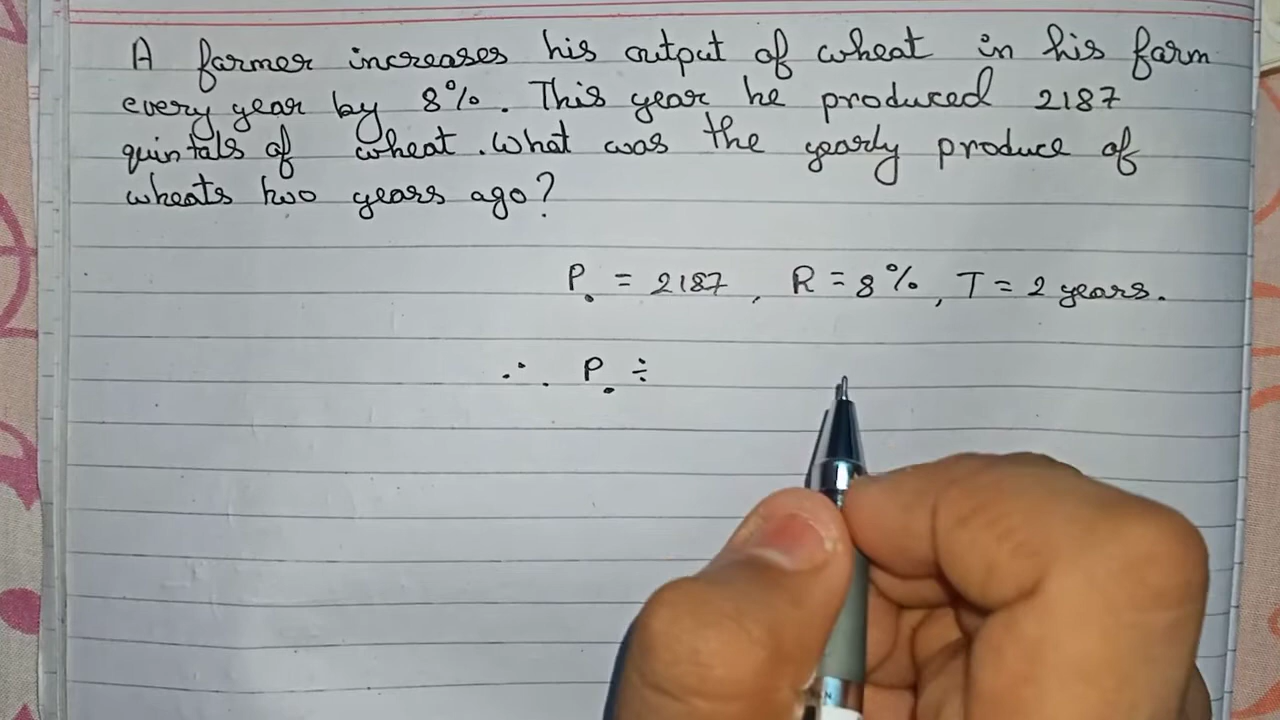 A farmer increases his output of wheat in his farm
every year by 8%. This year he produced 2187
quintals of wheat. What was the yearly produce of
wheats two years ago?
P. = 2187, R = 8%, T = 2 years.
∴ P. ÷